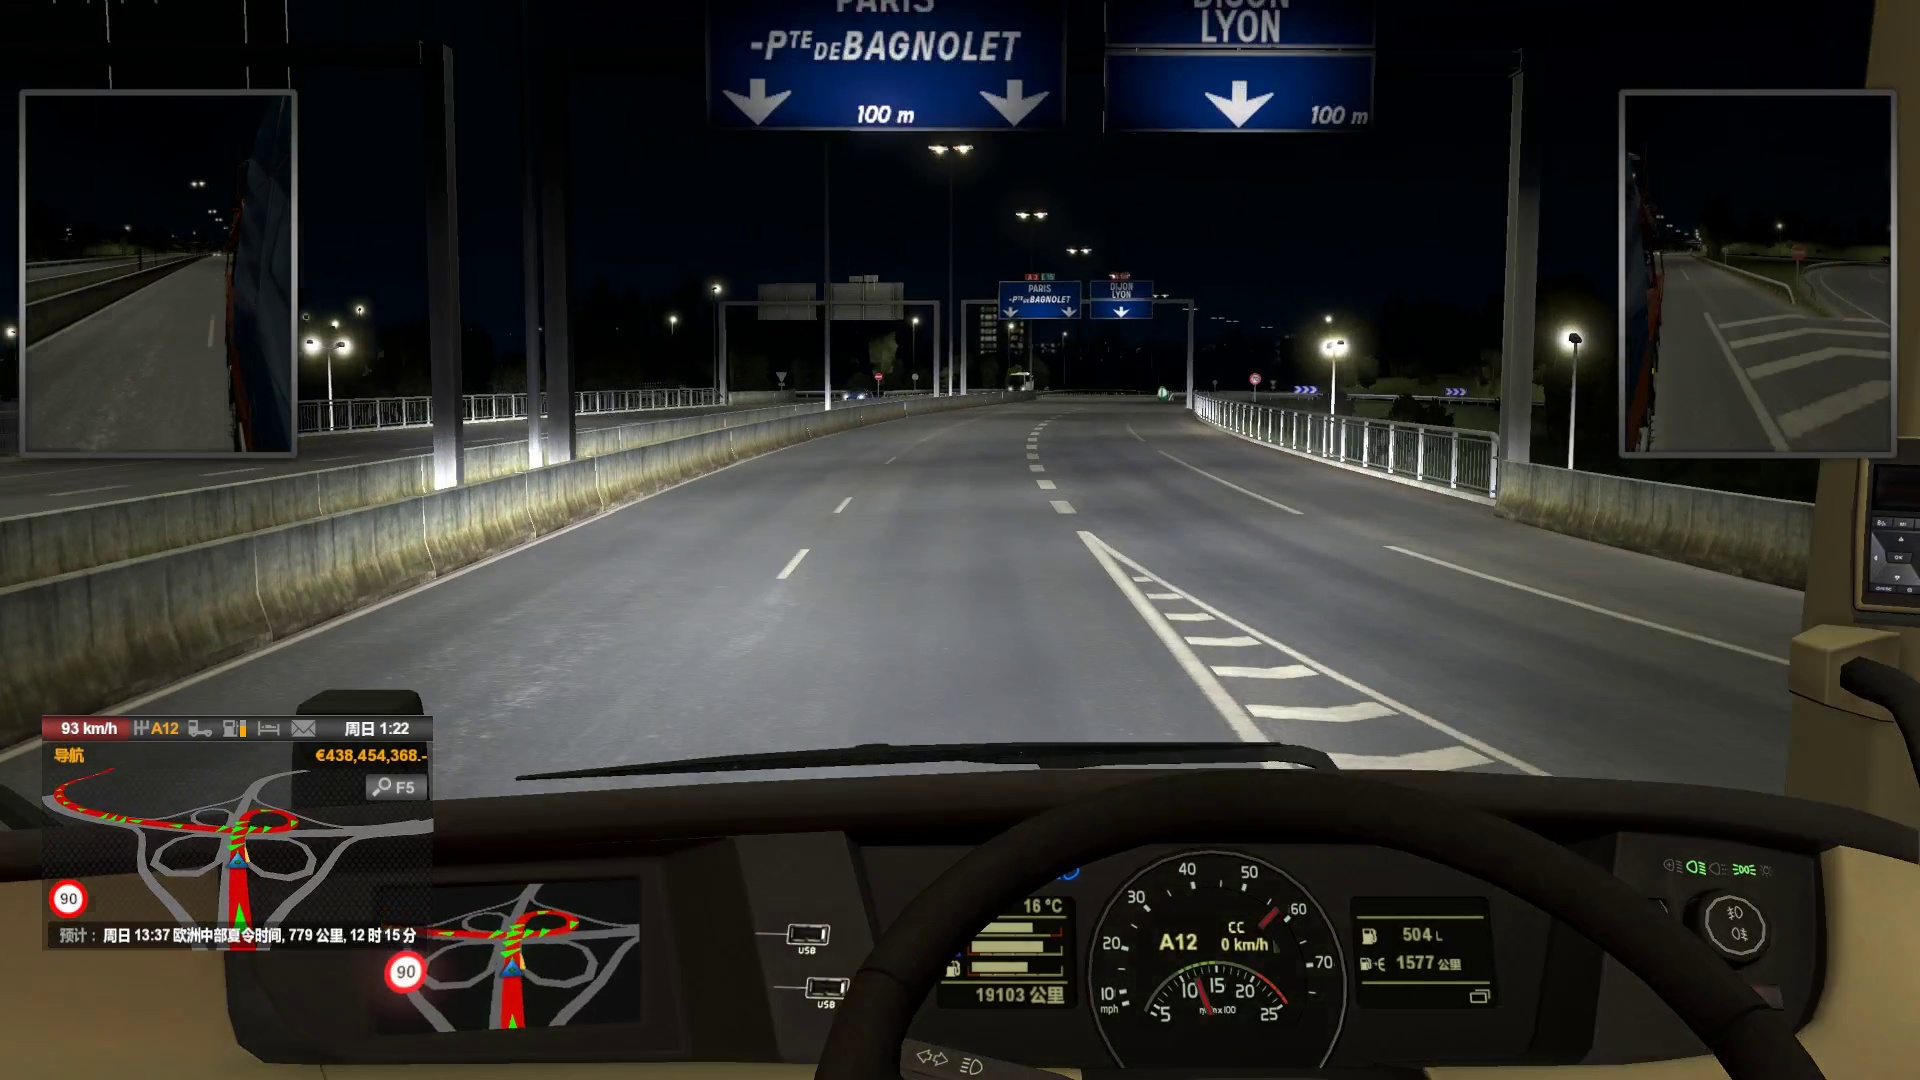 PARIS
-PTE DE BAGNOLET
100 m
DIJON
LYON
100 m
PARIS
-PTE DE BAGNOLET
DIJON
LYON
93 km/h
A12
周日 1:22
导航
€438,454,368.-
F5
90
预计： 周日 13:37 欧洲中部夏令时间, 779 公里, 12 时 15 分
90
USB
USB
16 °C
19103 公里
10
20
30
40
50
60
70
mph
A12
CC
0 km/h
5
10
15
20
25
504 L
1577 公里